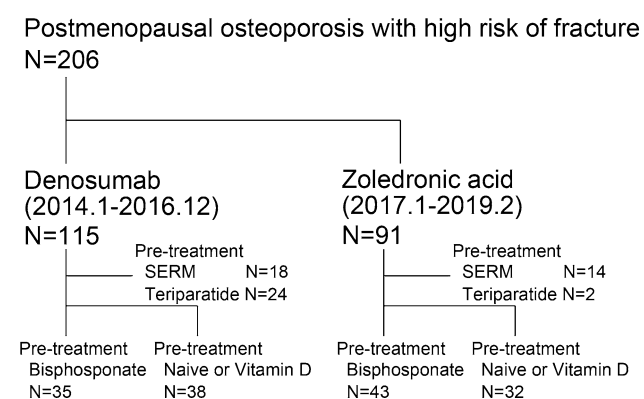 Postmenopausal osteoporosis with high risk of fracture
N=206
Denosumab
(2014.1-2016.12)
N=115
Pre-treatment
SERM N=18
Teriparatide N=24
Pre-treatment
Bisphosponate
N=35
Pre-treatment
Naive or Vitamin D
N=38
Zoledronic acid
(2017.1-2019.2)
N=91
Pre-treatment
SERM N=14
Teriparatide N=2
Pre-treatment
Bisphosponate
N=43
Pre-treatment
Naive or Vitamin D
N=32